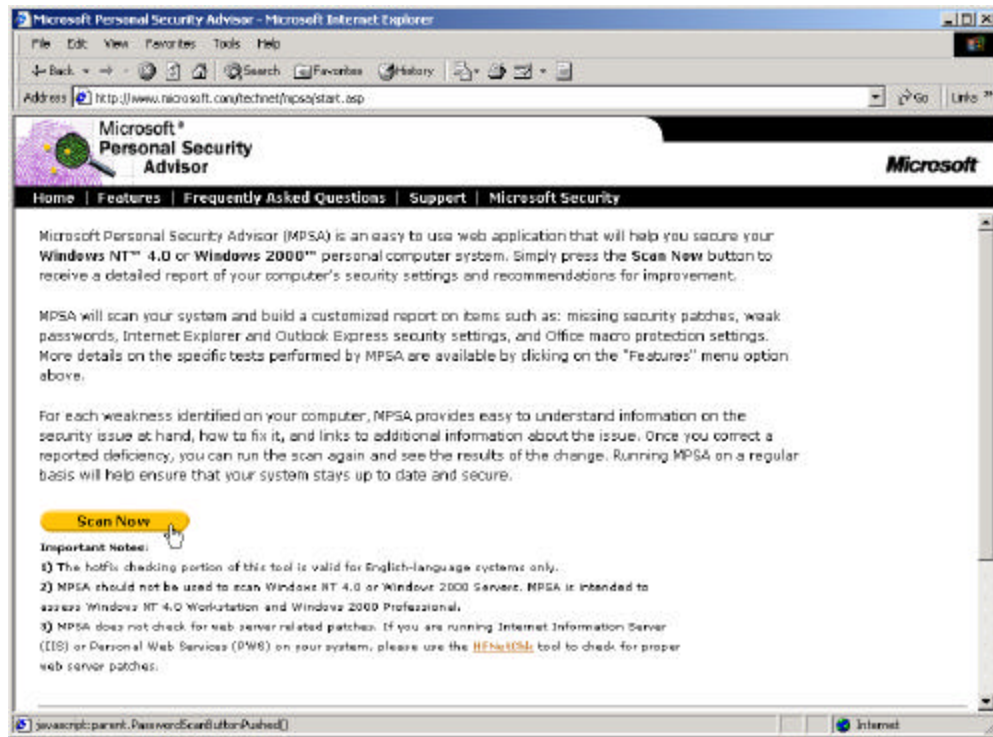 Microsoft Personal Security Advisor - Microsoft Internet Explorer
File Edit View Favorites Tools Help
Back Search Favorites History
Address http://www.microsoft.com/technet/mpsa/start.asp Go Links »
Microsoft®
Personal Security
Advisor
Microsoft
Home | Features | Frequently Asked Questions | Support | Microsoft Security
Microsoft Personal Security Advisor (MPSA) is an easy to use web application that will help you secure your
Windows NT™ 4.0 or Windows 2000™ personal computer system. Simply press the Scan Now button to
receive a detailed report of your computer's security settings and recommendations for improvement.
MPSA will scan your system and build a customized report on items such as: missing security patches, weak
passwords, Internet Explorer and Outlook Express security settings, and Office macro protection settings.
More details on the specific tests performed by MPSA are available by clicking on the "Features" menu option
above.
For each weakness identified on your computer, MPSA provides easy to understand information on the
security issue at hand, how to fix it, and links to additional information about the issue. Once you correct a
reported deficiency, you can run the scan again and see the results of the change. Running MPSA on a regular
basis will help ensure that your system stays up to date and secure.
Scan Now
Important Notes:
1) The hotfix checking portion of this tool is valid for English-language systems only.
2) MPSA should not be used to scan Windows NT 4.0 or Windows 2000 Servers. MPSA is intended to
assess Windows NT 4.0 Workstation and Windows 2000 Professional.
3) MPSA does not check for web server related patches. If you are running Internet Information Server
(IIS) or Personal Web Services (PWS) on your system, please use the HFNetChk tool to check for proper
web server patches.
javascript:parent.PasswordScanButtonPushed() Internet